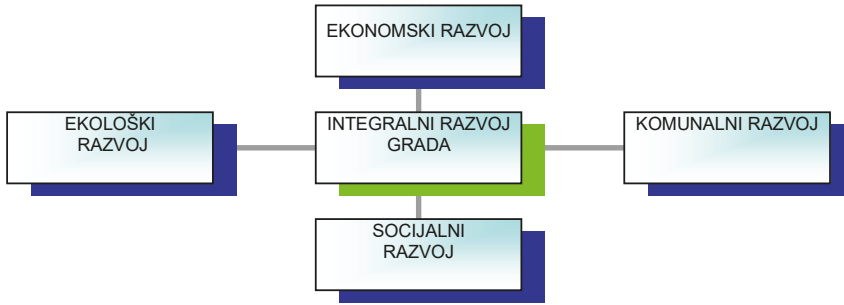 EKONOMSKI RAZVOJ
EKOLOŠKI
RAZVOJ
INTEGRALNI RAZVOJ
GRADA
KOMUNALNI RAZVOJ
SOCIJALNI
RAZVOJ